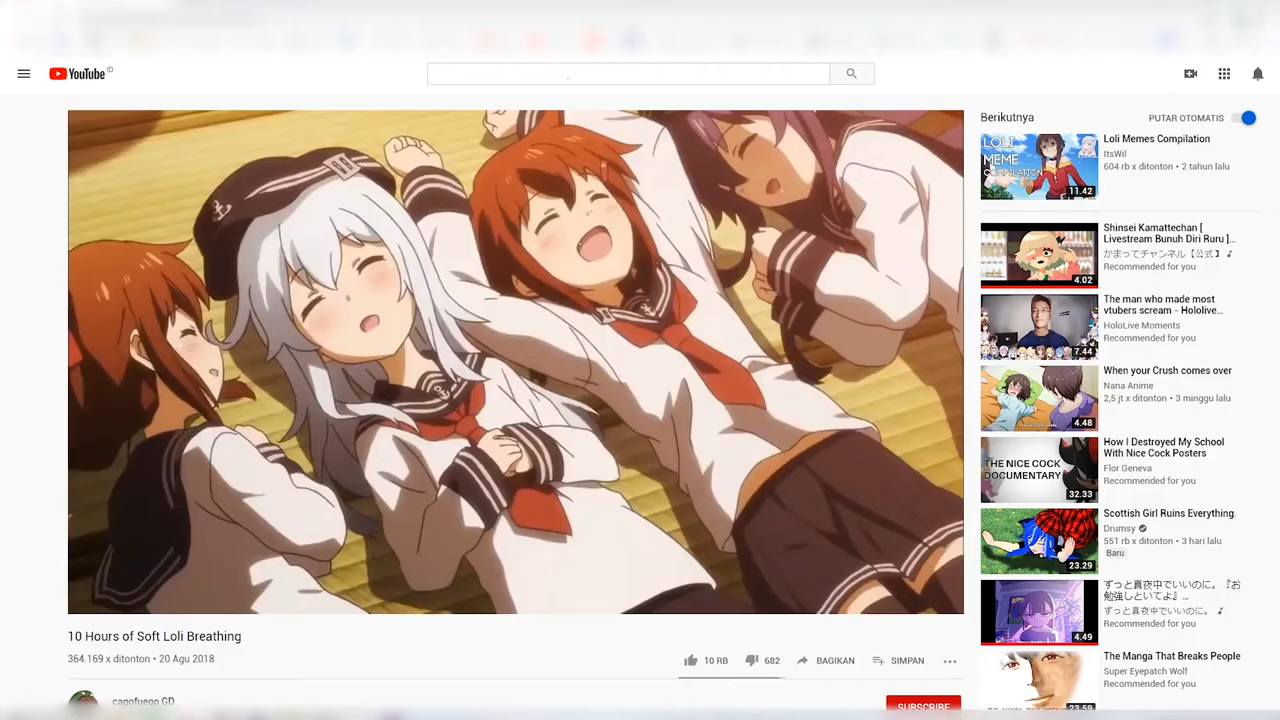 YouTube ID
Berikutnya
PUTAR OTOMATIS
LOLI
MEME
COMPILATION
11.42
Loli Memes Compilation
ItsWil
604 rb x ditonton • 2 tahun lalu
4.02
Shinsei Kamattechan [
Livestream Bunuh Diri Ruru ]...
かまってチャンネル【公式】 ♪
Recommended for you
7.44
The man who made most
vtubers scream - Hololive...
HoloLive Moments
Recommended for you
4.48
When your Crush comes over
Nana Anime
2,5 jt x ditonton • 3 minggu lalu
THE NICE COCK
DOCUMENTARY
32.33
How I Destroyed My School
With Nice Cock Posters
Flor Geneva
Recommended for you
23.29
Scottish Girl Ruins Everything.
Drumsy
551 rb x ditonton • 3 hari lalu
Baru
4.49
ずっと真夜中でいいのに。『お
勉強しといてよ』...
ずっと真夜中でいいのに。 ♪
Recommended for you
23.59
The Manga That Breaks People
Super Eyepatch Wolf
Recommended for you
10 Hours of Soft Loli Breathing
364.169 x ditonton • 20 Agu 2018
10 RB
682
BAGIKAN
SIMPAN
cagofuego GD
SUBSCRIBE